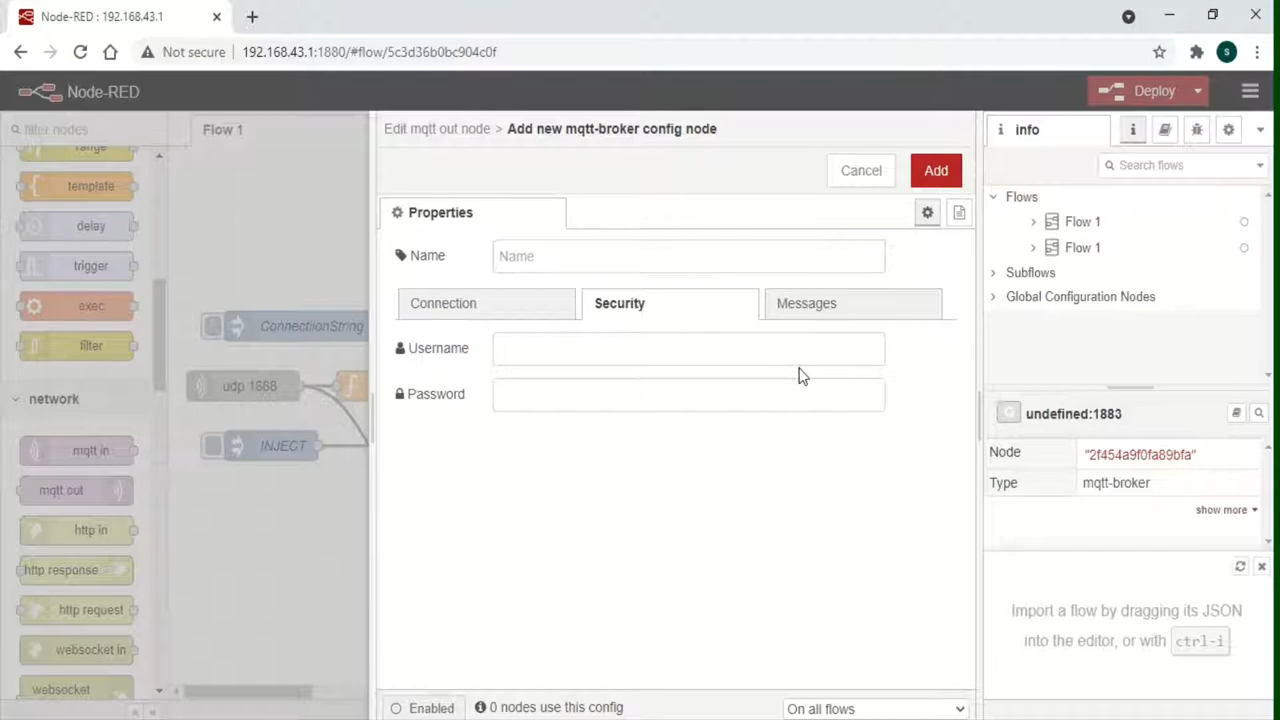 Node-RED : 192.168.43.1
Not secure
192.168.43.1:1880/#flow/5c3d36b0bc904c0f
S
Node-RED
Deploy
filter nodes
Flow 1
Edit mqtt out node > Add new mqtt-broker config node
i info
i
Search flows
Cancel
Add
range
template
delay
trigger
exec
filter
network
mqtt in
mqtt out
http in
http response
http request
websocket in
websocket
ConnectionString
udp 1888
INJECT
Properties
Name
Name
Connection
Security
Messages
Username
Password
Enabled
0 nodes use this config
On all flows
Flows
Flow 1
Flow 1
Subflows
Global Configuration Nodes
undefined:1883
Node "2f454a9f0fa89bfa"
Type mqtt-broker
show more
Import a flow by dragging its JSON
into the editor, or with ctrl-i